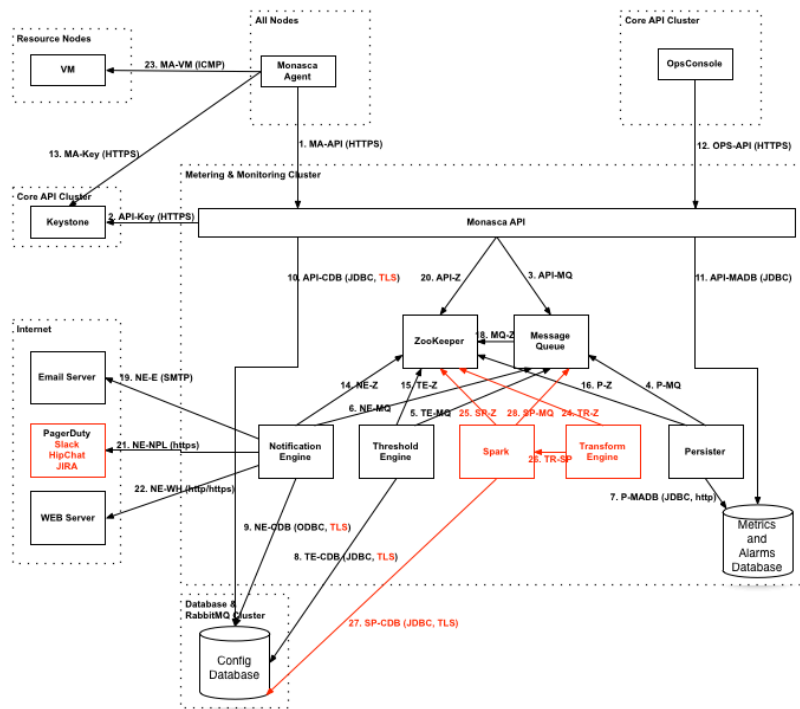 All Nodes
Core API Cluster
Resource Nodes
VM
23. MA-VM (ICMP)
Monasca
Agent
OpsConsole
13. MA-Key (HTTPS)
1. MA-API (HTTPS)
12. OPS-API (HTTPS)
Metering & Monitoring Cluster
Core API Cluster
Keystone
2. API-Key (HTTPS)
Monasca API
10. API-CDB (JDBC, TLS)
20. API-Z
3. API-MQ
11. API-MADB (JDBC)
Internet
ZooKeeper
18. MQ-Z
Message
Queue
Email Server
19. NE-E (SMTP)
14. NE-Z
15. TE-Z
16. P-Z
4. P-MQ
6. NE-MQ
5. TE-MQ
25. SP-Z
28. SP-MQ
24. TR-Z
PagerDuty
Slack
HipChat
JIRA
21. NE-NPL (https)
Notification
Engine
Threshold
Engine
Spark
26. TR-SP
Transform
Engine
Persister
22. NE-WH (http/https)
WEB Server
7. P-MADB (JDBC, http)
9. NE-CDB (ODBC, TLS)
8. TE-CDB (JDBC, TLS)
Metrics
and
Alarms
Database
Database &
RabbitMQ Cluster
27. SP-CDB (JDBC, TLS)
Config
Database